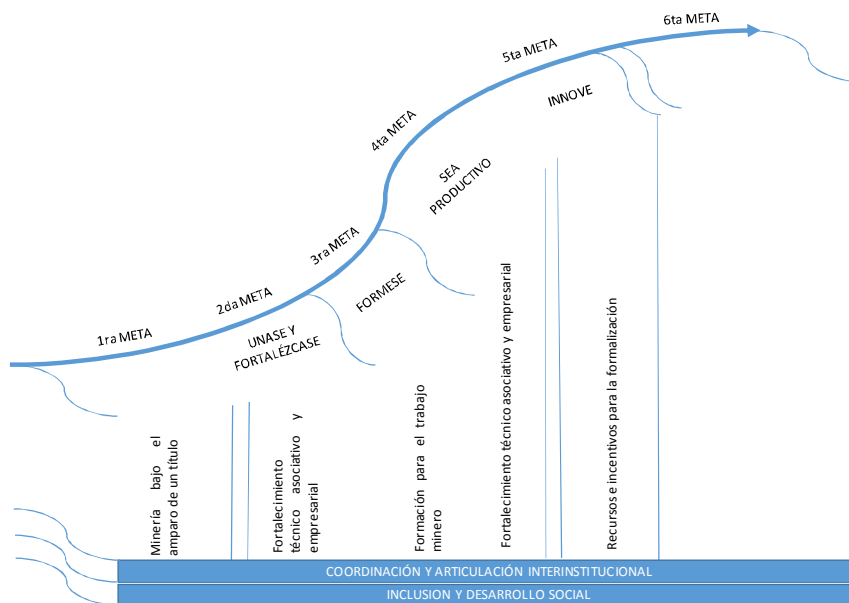 6ta META
5ta META
INNOVE
4ta META
SEA
PRODUCTIVO
3ra META
FORMESE
2da META
1ra META
UNASE Y
FORTALÉZCASE
Minería bajo el
amparo de un título
Fortalecimiento
técnico asociativo y
empresarial
Formación para el trabajo
minero
Fortalecimiento técnico asociativo y empresarial
Recursos e incentivos para la formalización
COORDINACIÓN Y ARTICULACIÓN INTERINSTITUCIONAL
INCLUSION Y DESARROLLO SOCIAL